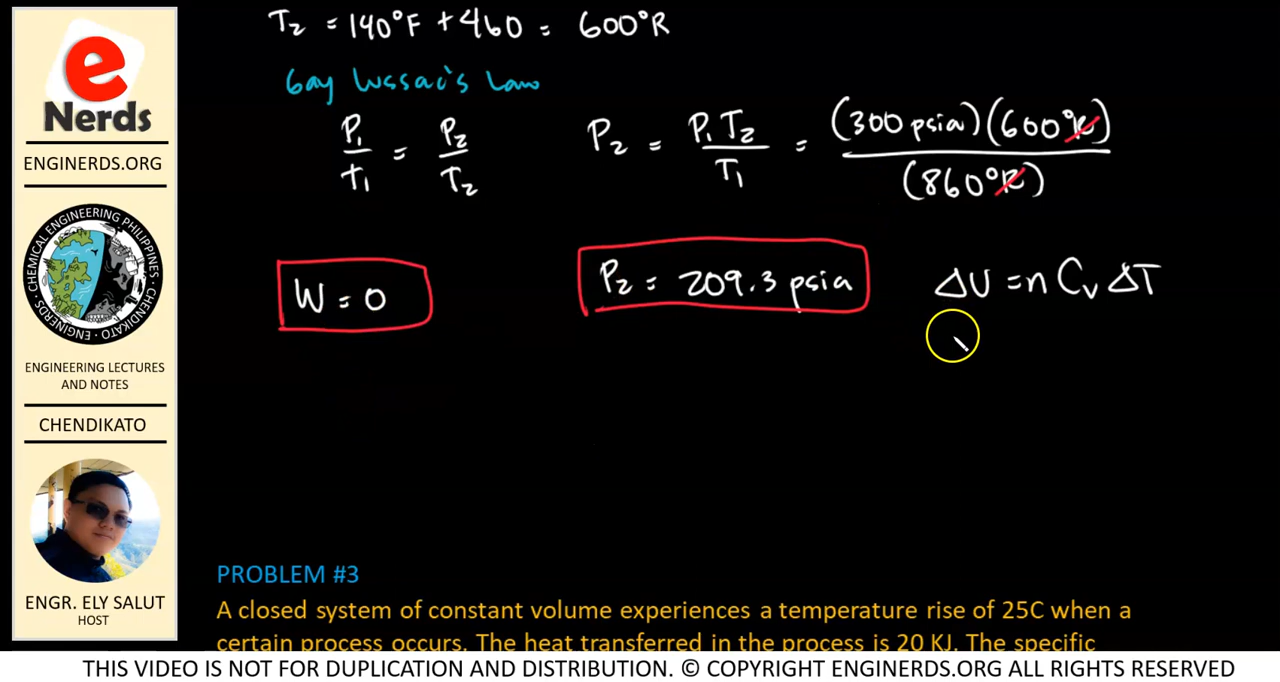 e
Nerds
ENGINERDS.ORG
CHEMICAL ENGINEERING PHILIPPINES
ENGINERDS - CHENDIKATO
ENGINEERING LECTURES
AND NOTES
CHENDIKATO
ENGR. ELY SALUT
HOST
T₂ = 140°F + 460 = 600°R
Gay Lussac's Law
P₁/T₁ = P₂/T₂
P₂ = P₁T₂/T₁ = (300 psia)(600°R)/(860°R)
W = 0
P₂ = 209.3 psia
ΔU = n Cᵥ ΔT
PROBLEM #3
A closed system of constant volume experiences a temperature rise of 25C when a
certain process occurs. The heat transferred in the process is 20 KJ. The specific
THIS VIDEO IS NOT FOR DUPLICATION AND DISTRIBUTION. © COPYRIGHT ENGINERDS.ORG ALL RIGHTS RESERVED